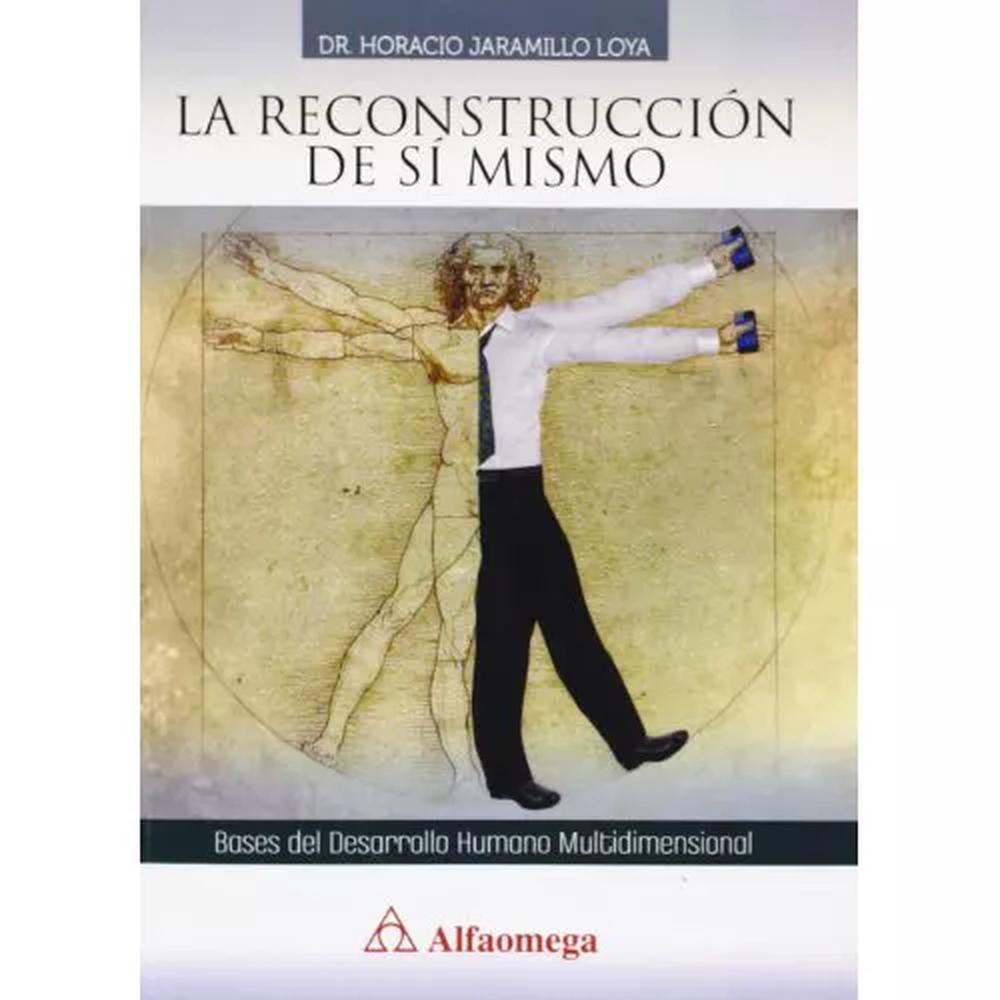 DR. HORACIO JARAMILLO LOYA
LA RECONSTRUCCIÓN
DE SÍ MISMO
Bases del Desarrollo Humano Multidimensional
Alfaomega